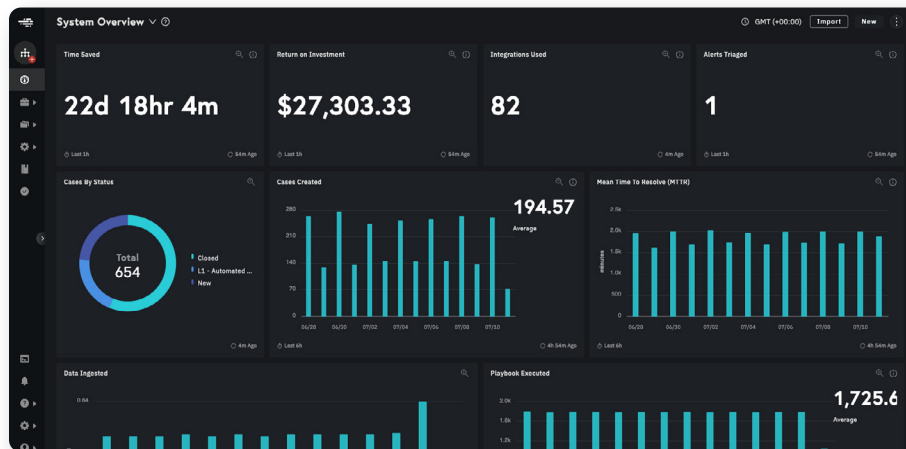 System Overview
GMT (+00:00) Import New
Time Saved
22d 18hr 4m
Last 1h 54m Ago
Return on Investment
$27,303.33
Last 1h 54m Ago
Integrations Used
82
4m Ago
Alerts Triaged
1
Last 1h 54m Ago
Cases By Status
Total
654
Closed
L1 - Automated ...
New
4m Ago
Cases Created
194.57
Average
280
210
140
70
0
06/28 06/30 07/02 07/04 07/06 07/08 07/10
Last 6h 4h 54m Ago
Mean Time To Resolve (MTTR)
minutes
2.5k
2.0k
1.5k
1.0k
500
0
06/28 06/30 07/02 07/04 07/06 07/08 07/10
Last 6h 4h 54m Ago
Data Ingested
0.64
Playbook Executed
1,725.6
Average
2.0k
1.6k
1.2k